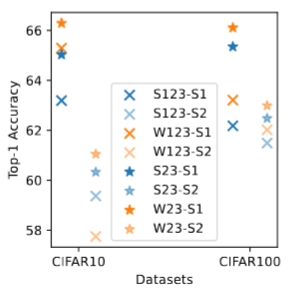 66
64
62
60
58
Top-1 Accuracy
S123-S1
S123-S2
W123-S1
W123-S2
S23-S1
S23-S2
W23-S1
W23-S2
CIFAR10
CIFAR100
Datasets